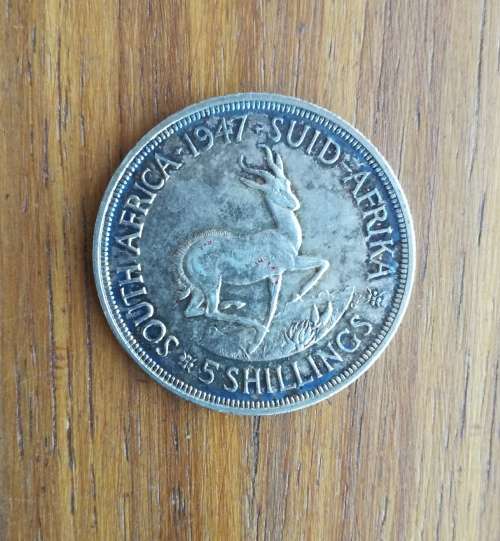 SOUTH AFRICA · 1947 · SUID-AFRIKA
5 SHILLINGS